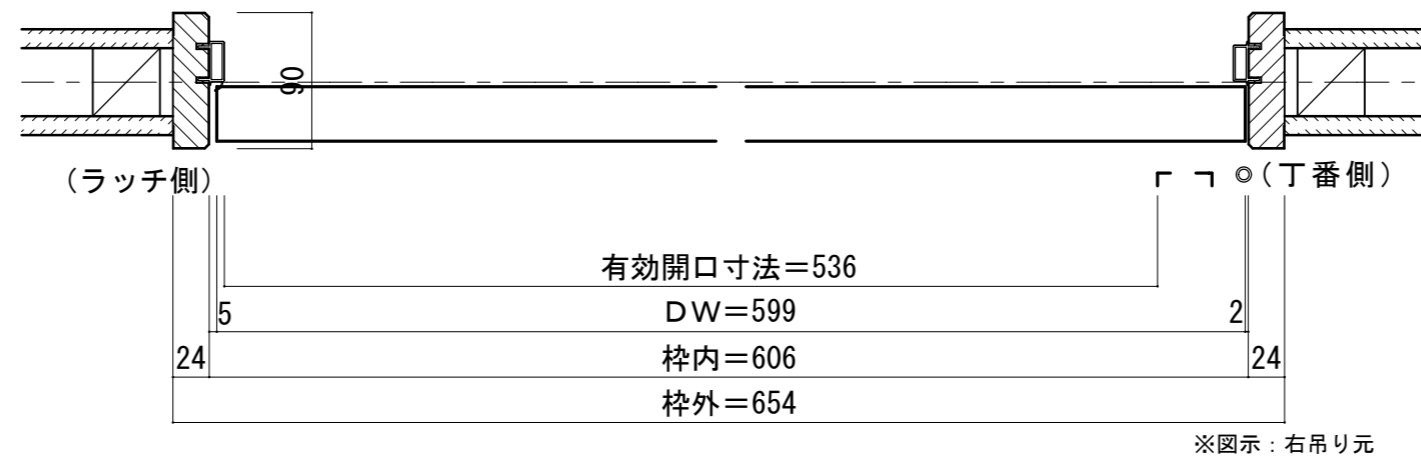 90
(ラッチ側)
◎(丁番側)
有効開口寸法=536
5 DW=599 2
24 枠内=606 24
枠外=654
※図示:右吊り元